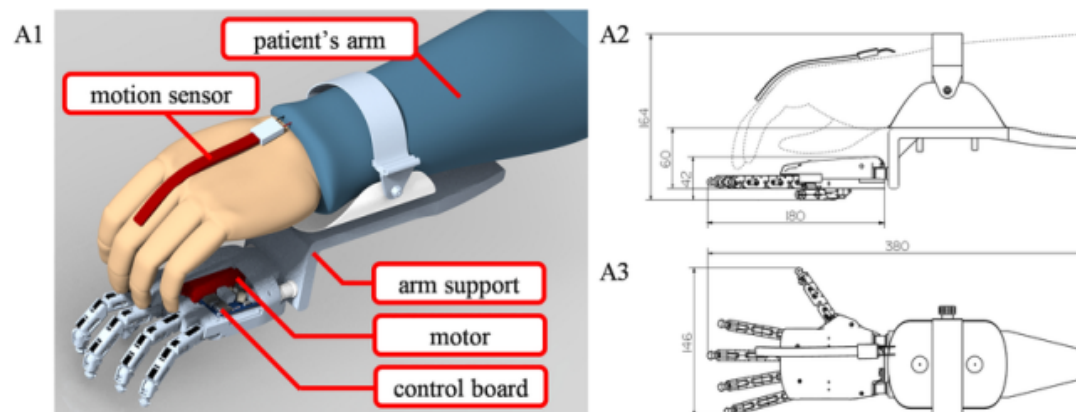 A1
patient's arm
motion sensor
arm support
motor
control board
A2
164
60
42
180
380
A3
146